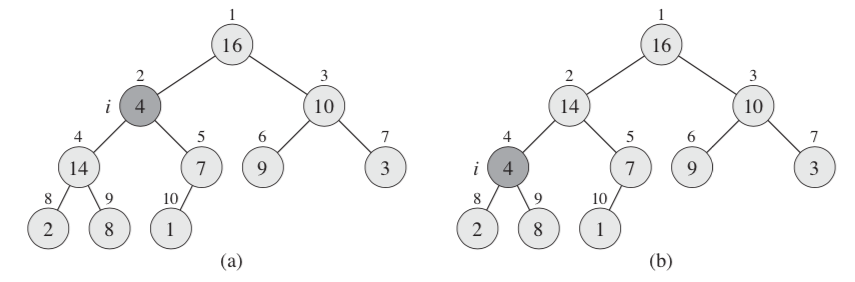 1 1
16 16
2 3 2 3
i 4 10 14 10
4 5 6 7 4 5 6 7
14 7 9 3 i 4 7 9 3
8 9 10 8 9 10
2 8 1 2 8 1
(a) (b)